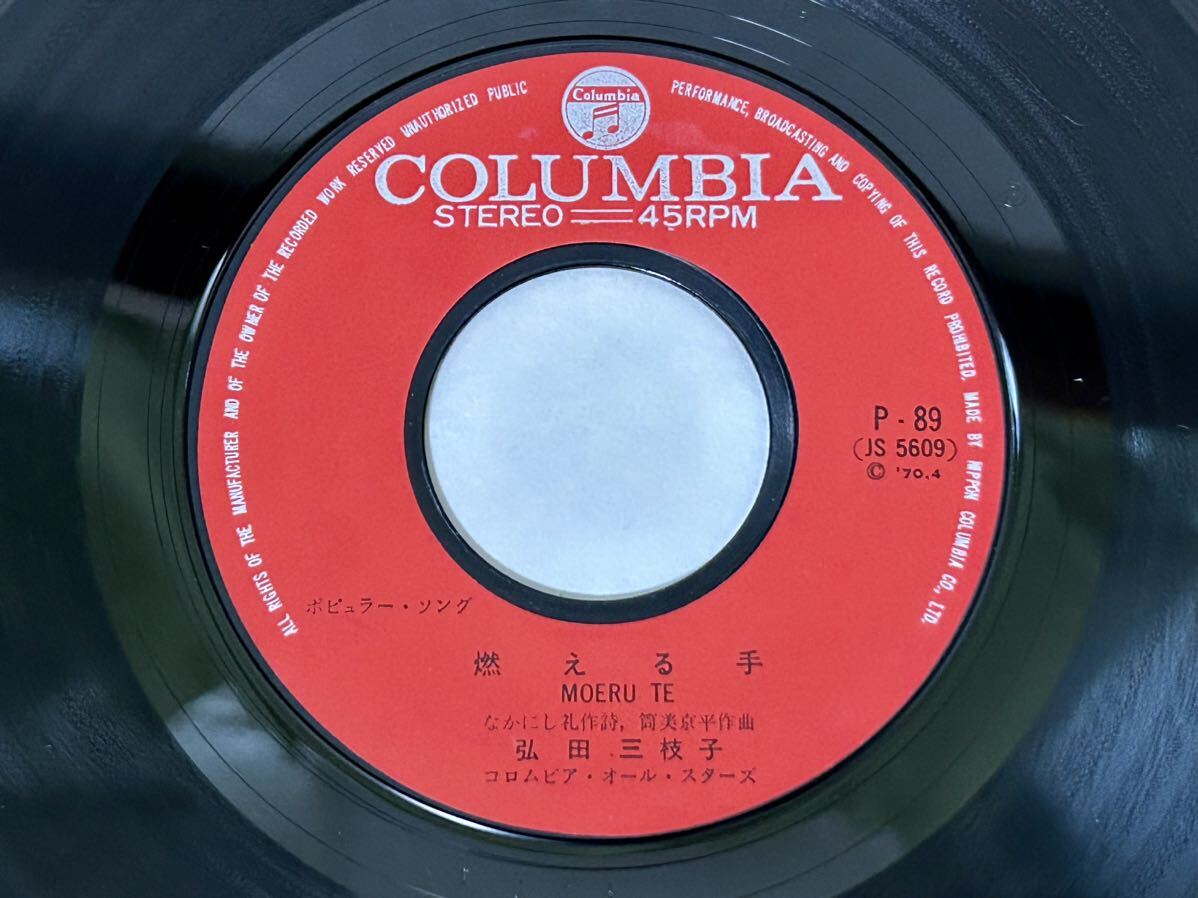 Columbia
ALL RIGHTS OF THE MANUFACTURER AND OF THE OWNER OF THE RECORDED WORK RESERVED UNAUTHORIZED PUBLIC PERFORMANCE, BROADCASTING AND COPYING OF THIS RECORD PROHIBITED. MADE BY NIPPON COLUMBIA CO., LTD.
COLUMBIA
STEREO 45RPM
P - 89
(JS 5609)
© '70.4
ポピュラー・ソング
燃える手
MOERU TE
なかにし礼作詩, 筒美京平作曲
弘田三枝子
コロムビア・オール・スターズ